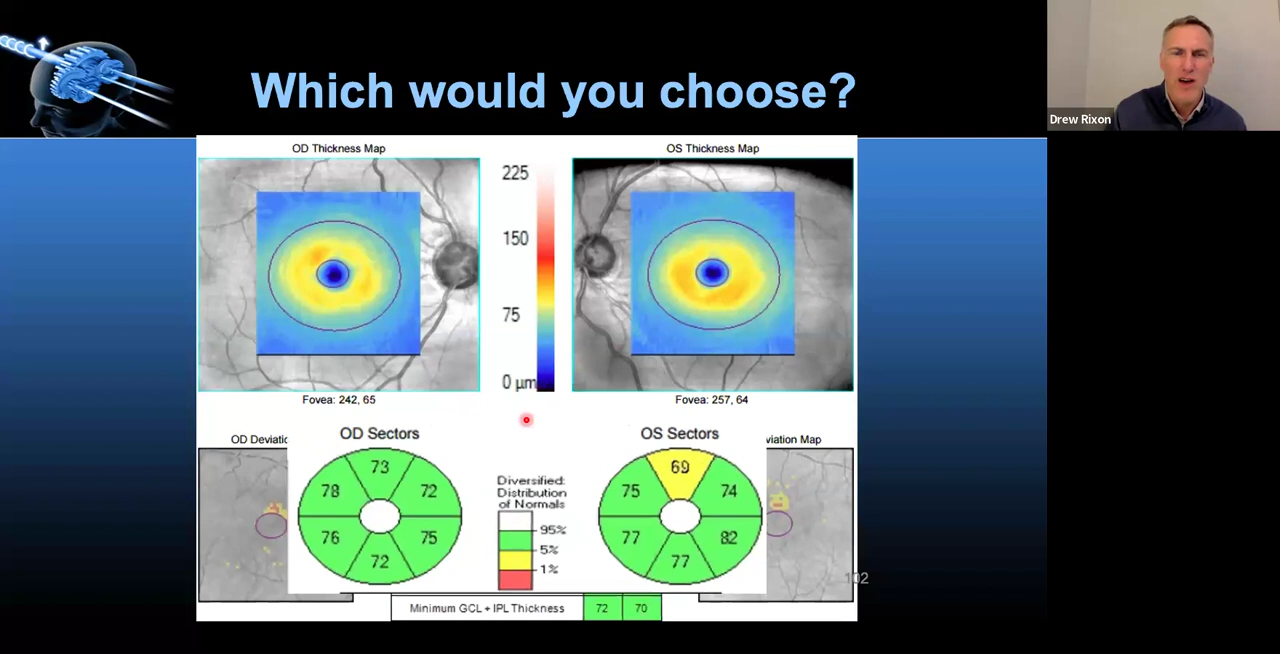 Which would you choose?
Drew Rixon
OD Thickness Map
OS Thickness Map
225
150
75
0 µm
Fovea: 242, 65
Fovea: 257, 64
OD Deviatio
OD Sectors
OS Sectors
viation Map
73
78
72
76
75
72
Diversified:
Distribution
of Normals
95%
5%
1%
69
75
74
77
82
77
102
Minimum GCL + IPL Thickness
72
70